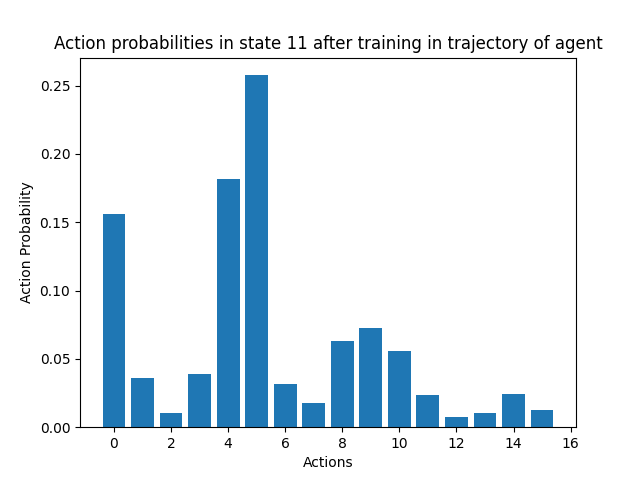 Action probabilities in state 11 after training in trajectory of agent
0.25
0.20
0.15
0.10
0.05
0.00
Action Probability
0 2 4 6 8 10 12 14 16
Actions